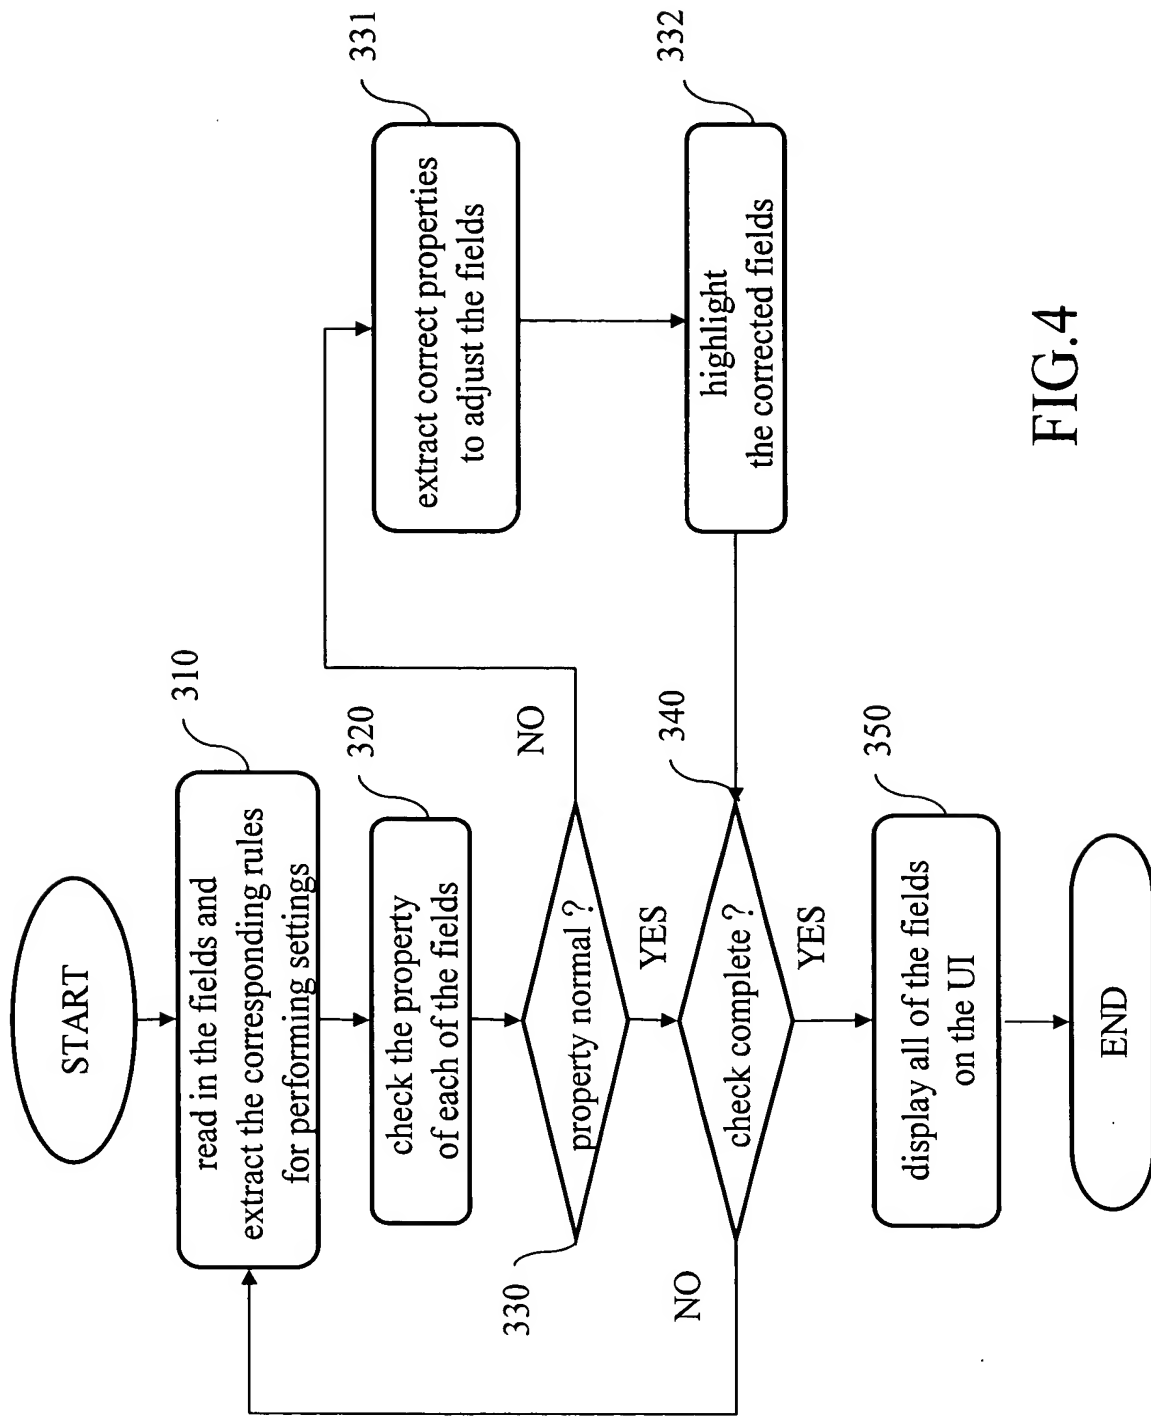 START
read in the fields and
extract the corresponding rules
for performing settings
310
check the property
of each of the fields
320
property normal ?
330
NO
YES
extract correct properties
to adjust the fields
331
highlight
the corrected fields
332
check complete ?
340
NO
YES
display all of the fields
on the UI
350
END
FIG.4